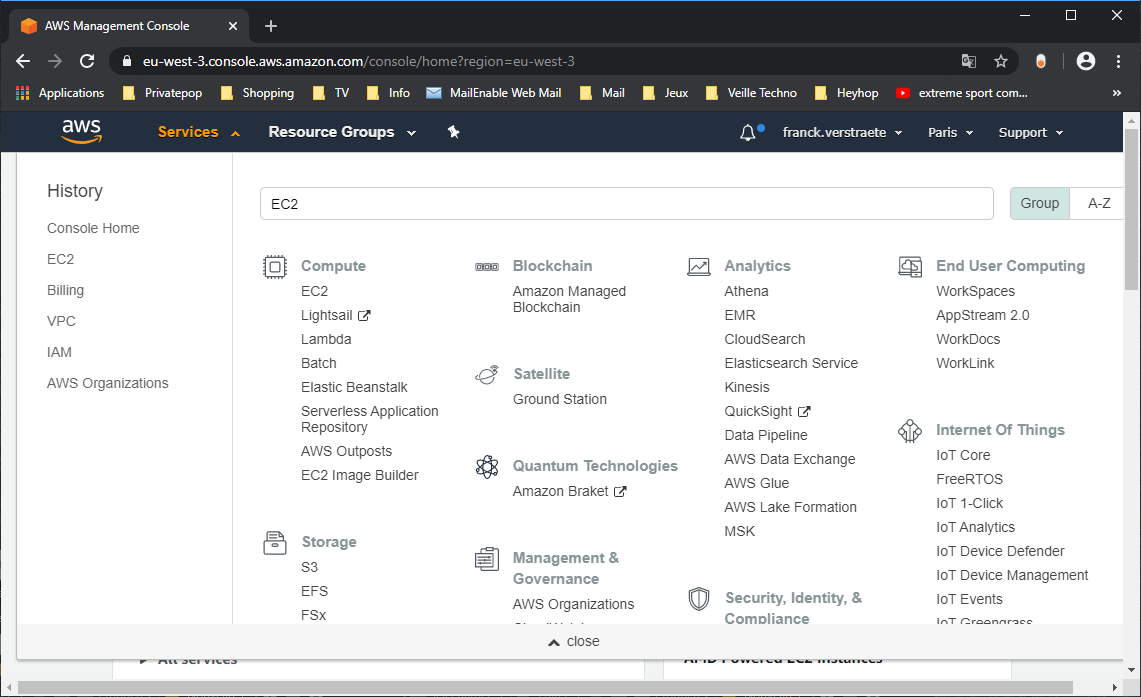 AWS Management Console
eu-west-3.console.aws.amazon.com/console/home?region=eu-west-3
Applications Privatepop Shopping TV Info MailEnable Web Mail Mail Jeux Veille Techno Heyhop extreme sport com... »
aws Services Resource Groups franck.verstraete Paris Support
History
Console Home
EC2
Billing
VPC
IAM
AWS Organizations
EC2
Group A-Z
Compute
EC2
Lightsail
Lambda
Batch
Elastic Beanstalk
Serverless Application
Repository
AWS Outposts
EC2 Image Builder
Storage
S3
EFS
FSx
Blockchain
Amazon Managed
Blockchain
Satellite
Ground Station
Quantum Technologies
Amazon Braket
Management &
Governance
AWS Organizations
Analytics
Athena
EMR
CloudSearch
Elasticsearch Service
Kinesis
QuickSight
Data Pipeline
AWS Data Exchange
AWS Glue
AWS Lake Formation
MSK
Security, Identity, &
Compliance
End User Computing
WorkSpaces
AppStream 2.0
WorkDocs
WorkLink
Internet Of Things
IoT Core
FreeRTOS
IoT 1-Click
IoT Analytics
IoT Device Defender
IoT Device Management
IoT Events
IoT Greengrass
close
All services
AMD Powered EC2 Instances